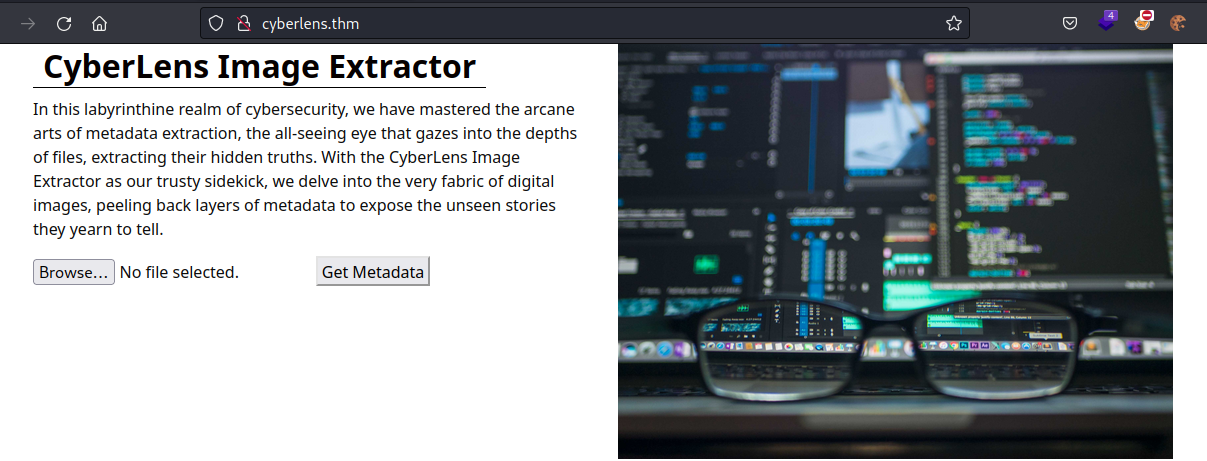 cyberlens.thm
4
CyberLens Image Extractor
In this labyrinthine realm of cybersecurity, we have mastered the arcane
arts of metadata extraction, the all-seeing eye that gazes into the depths
of files, extracting their hidden truths. With the CyberLens Image
Extractor as our trusty sidekick, we delve into the very fabric of digital
images, peeling back layers of metadata to expose the unseen stories
they yearn to tell.
Browse... No file selected. Get Metadata